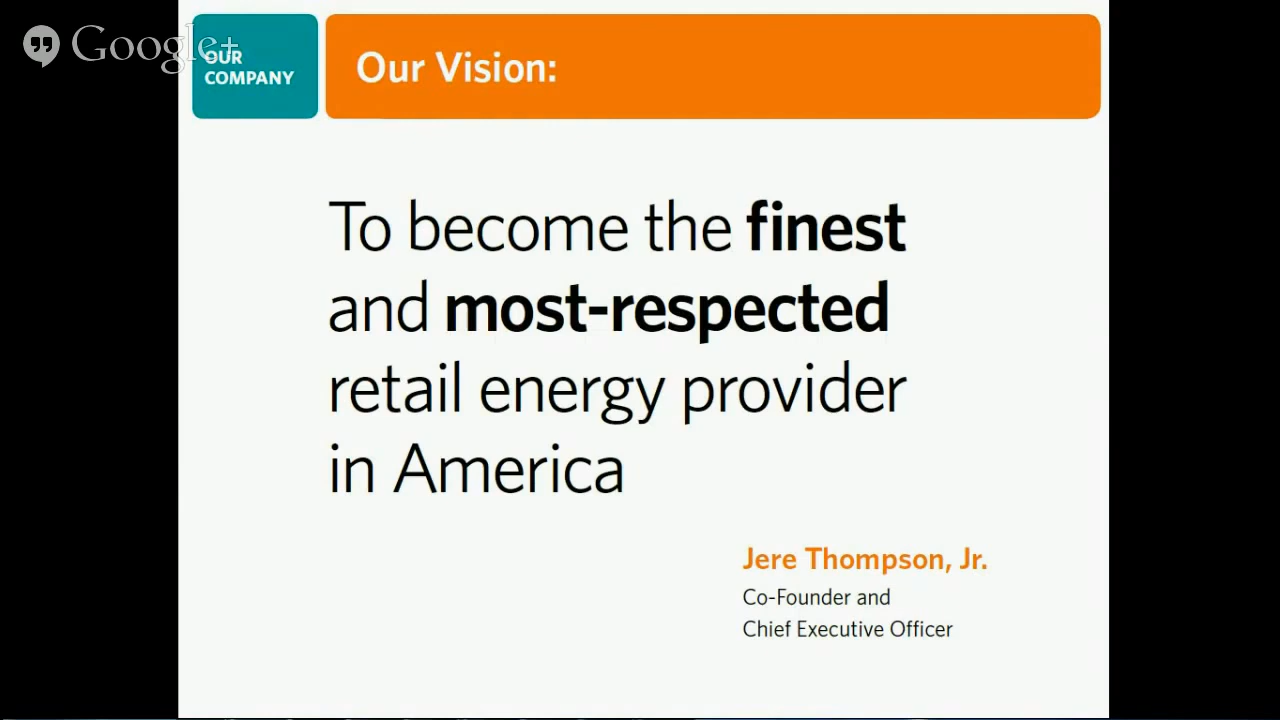 Google+
OUR
COMPANY
Our Vision:
To become the finest
and most-respected
retail energy provider
in America
Jere Thompson, Jr.
Co-Founder and
Chief Executive Officer